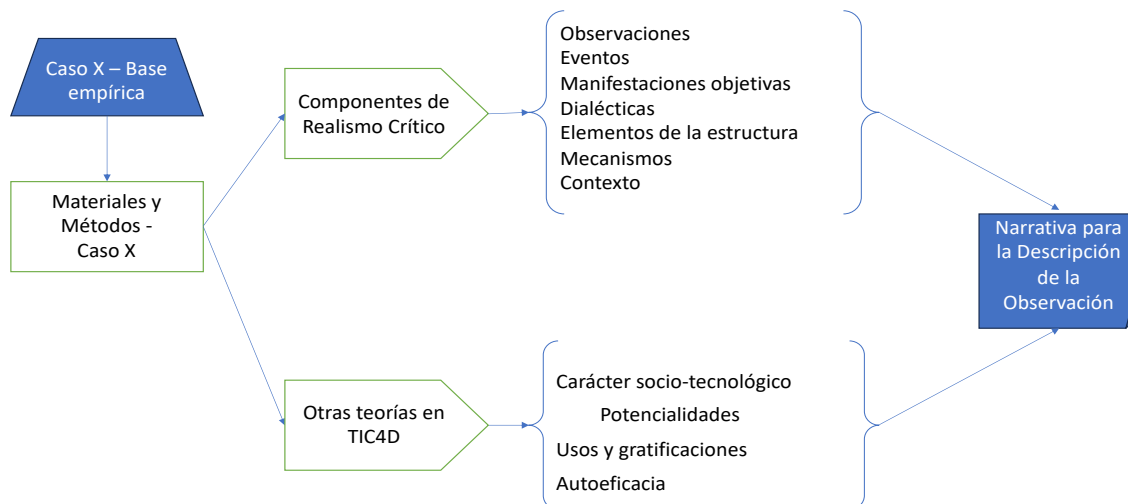 Caso X – Base
empírica
Materiales y
Métodos -
Caso X
Componentes de
Realismo Crítico
Observaciones
Eventos
Manifestaciones objetivas
Dialécticas
Elementos de la estructura
Mecanismos
Contexto
Otras teorías en
TIC4D
Carácter socio-tecnológico
Potencialidades
Usos y gratificaciones
Autoeficacia
Narrativa para
la Descripción
de la
Observación